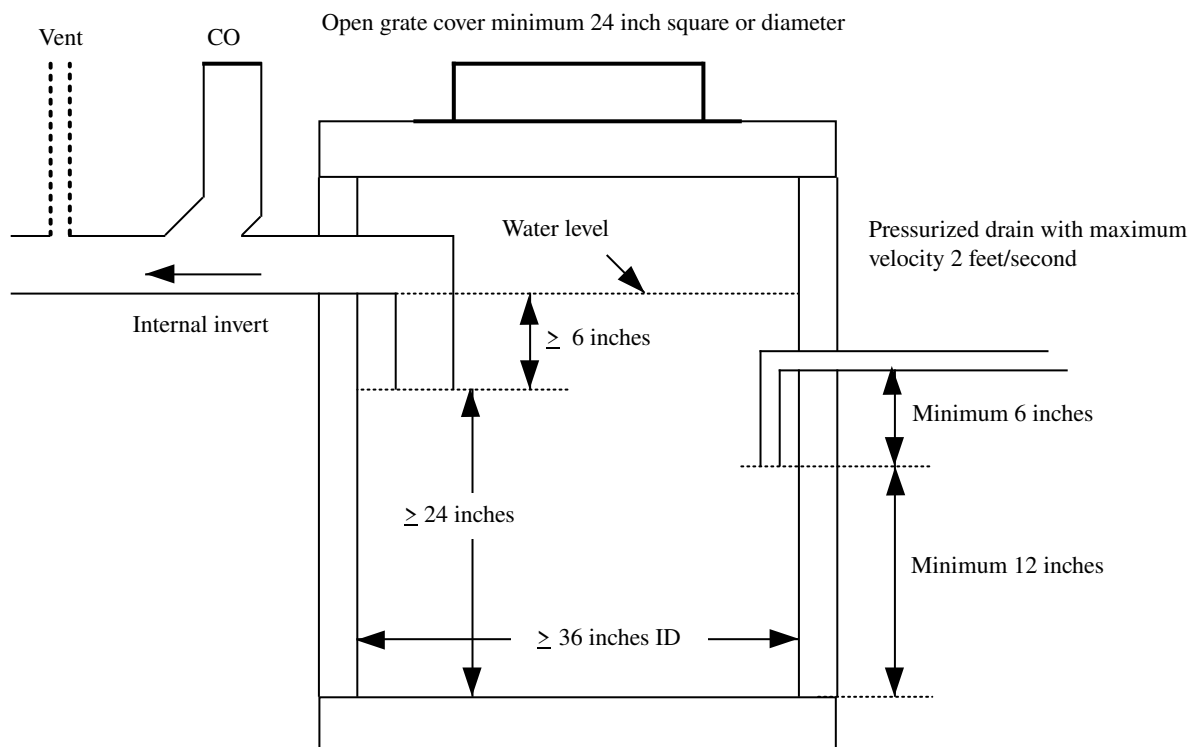 Open grate cover minimum 24 inch square or diameter
Vent
CO
Water level
Pressurized drain with maximum
velocity 2 feet/second
Internal invert
≥ 6 inches
Minimum 6 inches
≥ 24 inches
Minimum 12 inches
≥ 36 inches ID